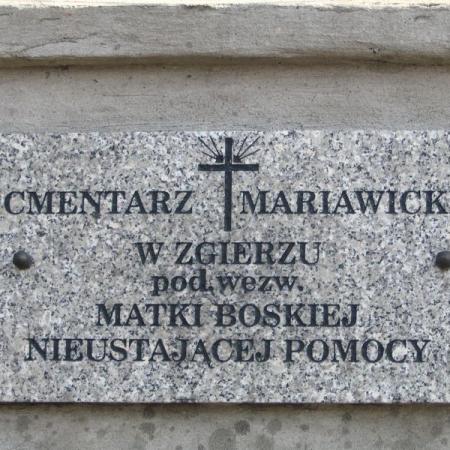 CMENTARZ MARIAWICK
W ZGIERZU
pod.wezw.
MATKI BOSKIEJ
NIEUSTAJĄCEJ POMOCY